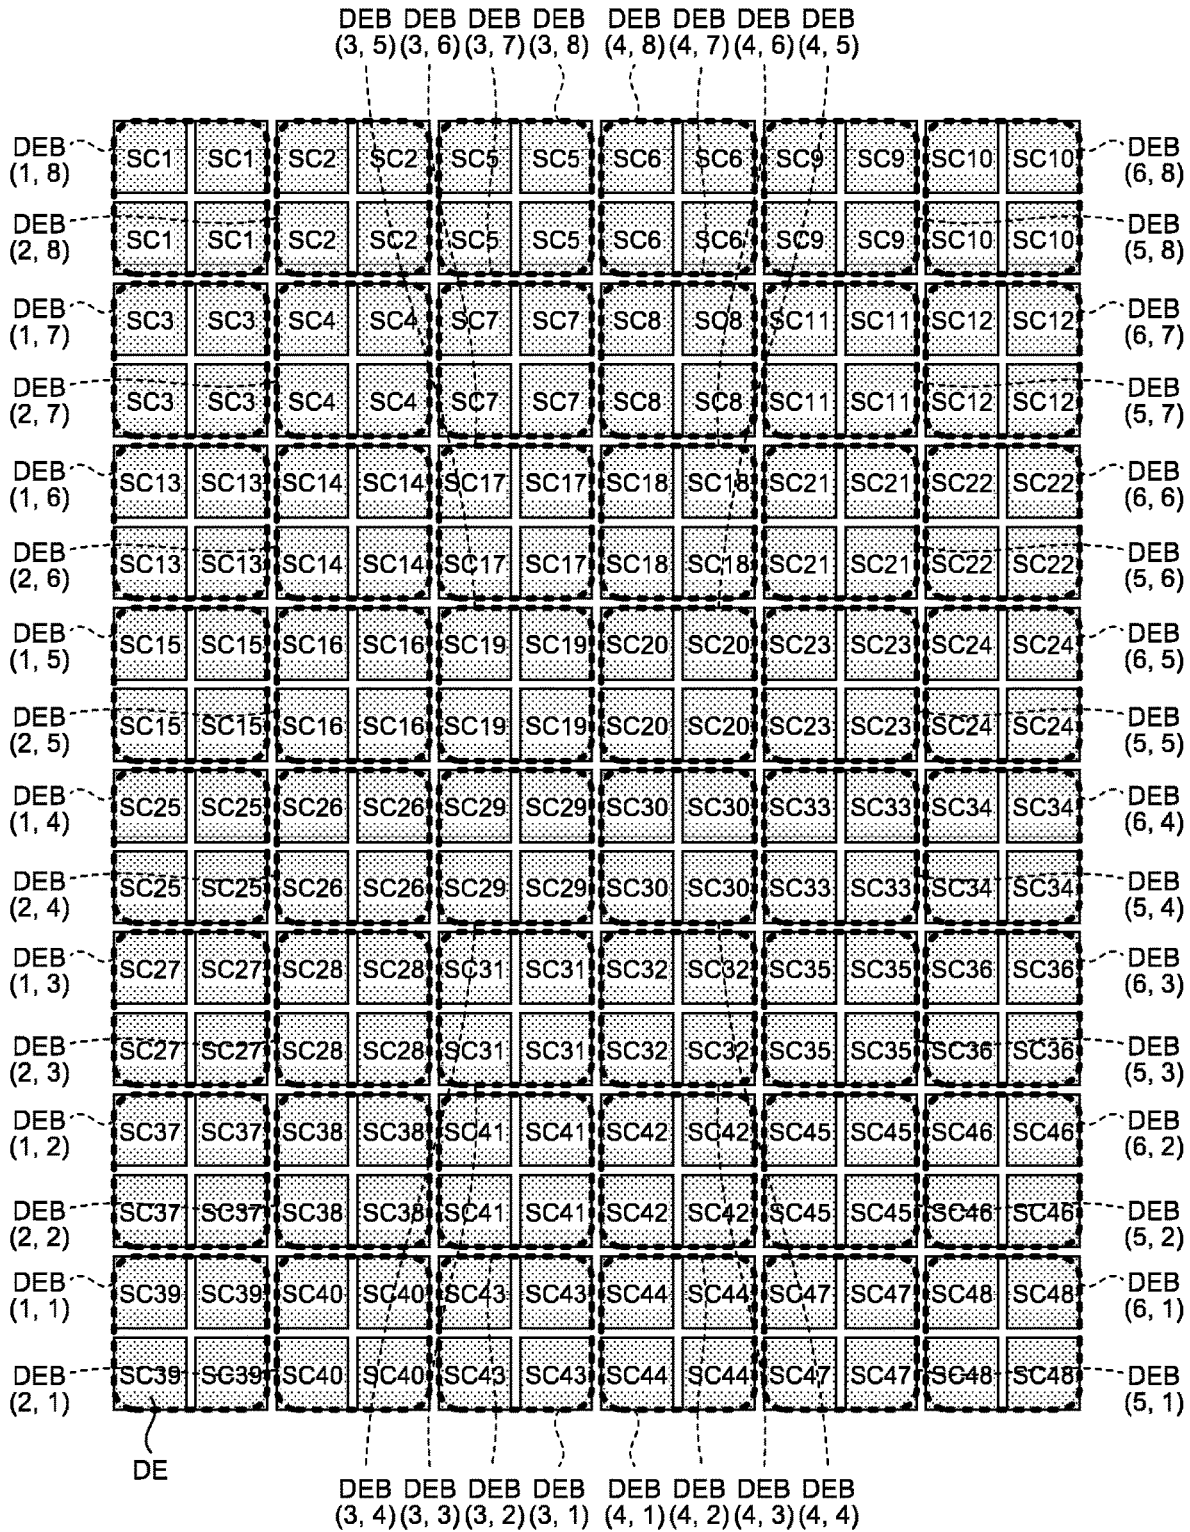 DEB DEB DEB DEB DEB DEB DEB DEB
(3, 5) (3, 6) (3, 7) (3, 8) (4, 8) (4, 7) (4, 6) (4, 5)
DEB (1, 8) SC1 SC1 SC2 SC2 SC5 SC5 SC6 SC6 SC9 SC9 SC10 SC10 DEB (6, 8)
DEB (2, 8) SC1 SC1 SC2 SC2 SC5 SC5 SC6 SC6 SC9 SC9 SC10 SC10 DEB (5, 8)
DEB (1, 7) SC3 SC3 SC4 SC4 SC7 SC7 SC8 SC8 SC11 SC11 SC12 SC12 DEB (6, 7)
DEB (2, 7) SC3 SC3 SC4 SC4 SC7 SC7 SC8 SC8 SC11 SC11 SC12 SC12 DEB (5, 7)
DEB (1, 6) SC13 SC13 SC14 SC14 SC17 SC17 SC18 SC18 SC21 SC21 SC22 SC22 DEB (6, 6)
DEB (2, 6) SC13 SC13 SC14 SC14 SC17 SC17 SC18 SC18 SC21 SC21 SC22 SC22 DEB (5, 6)
DEB (1, 5) SC15 SC15 SC16 SC16 SC19 SC19 SC20 SC20 SC23 SC23 SC24 SC24 DEB (6, 5)
DEB (2, 5) SC15 SC15 SC16 SC16 SC19 SC19 SC20 SC20 SC23 SC23 SC24 SC24 DEB (5, 5)
DEB (1, 4) SC25 SC25 SC26 SC26 SC29 SC29 SC30 SC30 SC33 SC33 SC34 SC34 DEB (6, 4)
DEB (2, 4) SC25 SC25 SC26 SC26 SC29 SC29 SC30 SC30 SC33 SC33 SC34 SC34 DEB (5, 4)
DEB (1, 3) SC27 SC27 SC28 SC28 SC31 SC31 SC32 SC32 SC35 SC35 SC36 SC36 DEB (6, 3)
DEB (2, 3) SC27 SC27 SC28 SC28 SC31 SC31 SC32 SC32 SC35 SC35 SC36 SC36 DEB (5, 3)
DEB (1, 2) SC37 SC37 SC38 SC38 SC41 SC41 SC42 SC42 SC45 SC45 SC46 SC46 DEB (6, 2)
DEB (2, 2) SC37 SC37 SC38 SC38 SC41 SC41 SC42 SC42 SC45 SC45 SC46 SC46 DEB (5, 2)
DEB (1, 1) SC39 SC39 SC40 SC40 SC43 SC43 SC44 SC44 SC47 SC47 SC48 SC48 DEB (6, 1)
DEB (2, 1) SC39 SC39 SC40 SC40 SC43 SC43 SC44 SC44 SC47 SC47 SC48 SC48 DEB (5, 1)
DE
DEB DEB DEB DEB DEB DEB DEB DEB
(3, 4) (3, 3) (3, 2) (3, 1) (4, 1) (4, 2) (4, 3) (4, 4)